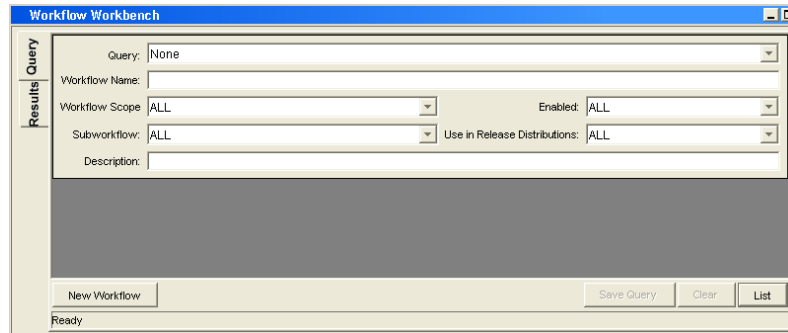 Workflow Workbench
Query
Results
Query: None
Workflow Name:
Workflow Scope ALL Enabled: ALL
Subworkflow: ALL Use in Release Distributions: ALL
Description:
New Workflow Save Query Clear List
Ready